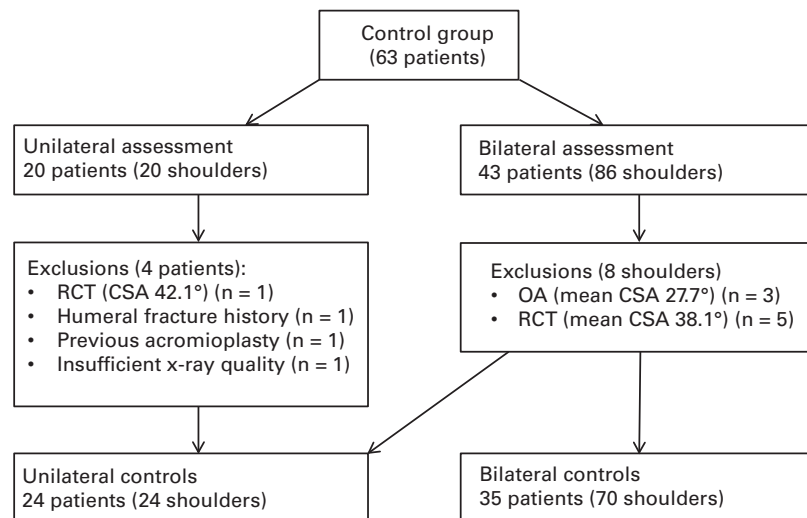 Control group
(63 patients)
Unilateral assessment
20 patients (20 shoulders)
Bilateral assessment
43 patients (86 shoulders)
Exclusions (4 patients):
• RCT (CSA 42.1°) (n = 1)
• Humeral fracture history (n = 1)
• Previous acromioplasty (n = 1)
• Insufficient x-ray quality (n = 1)
Exclusions (8 shoulders)
• OA (mean CSA 27.7°) (n = 3)
• RCT (mean CSA 38.1°) (n = 5)
Unilateral controls
24 patients (24 shoulders)
Bilateral controls
35 patients (70 shoulders)